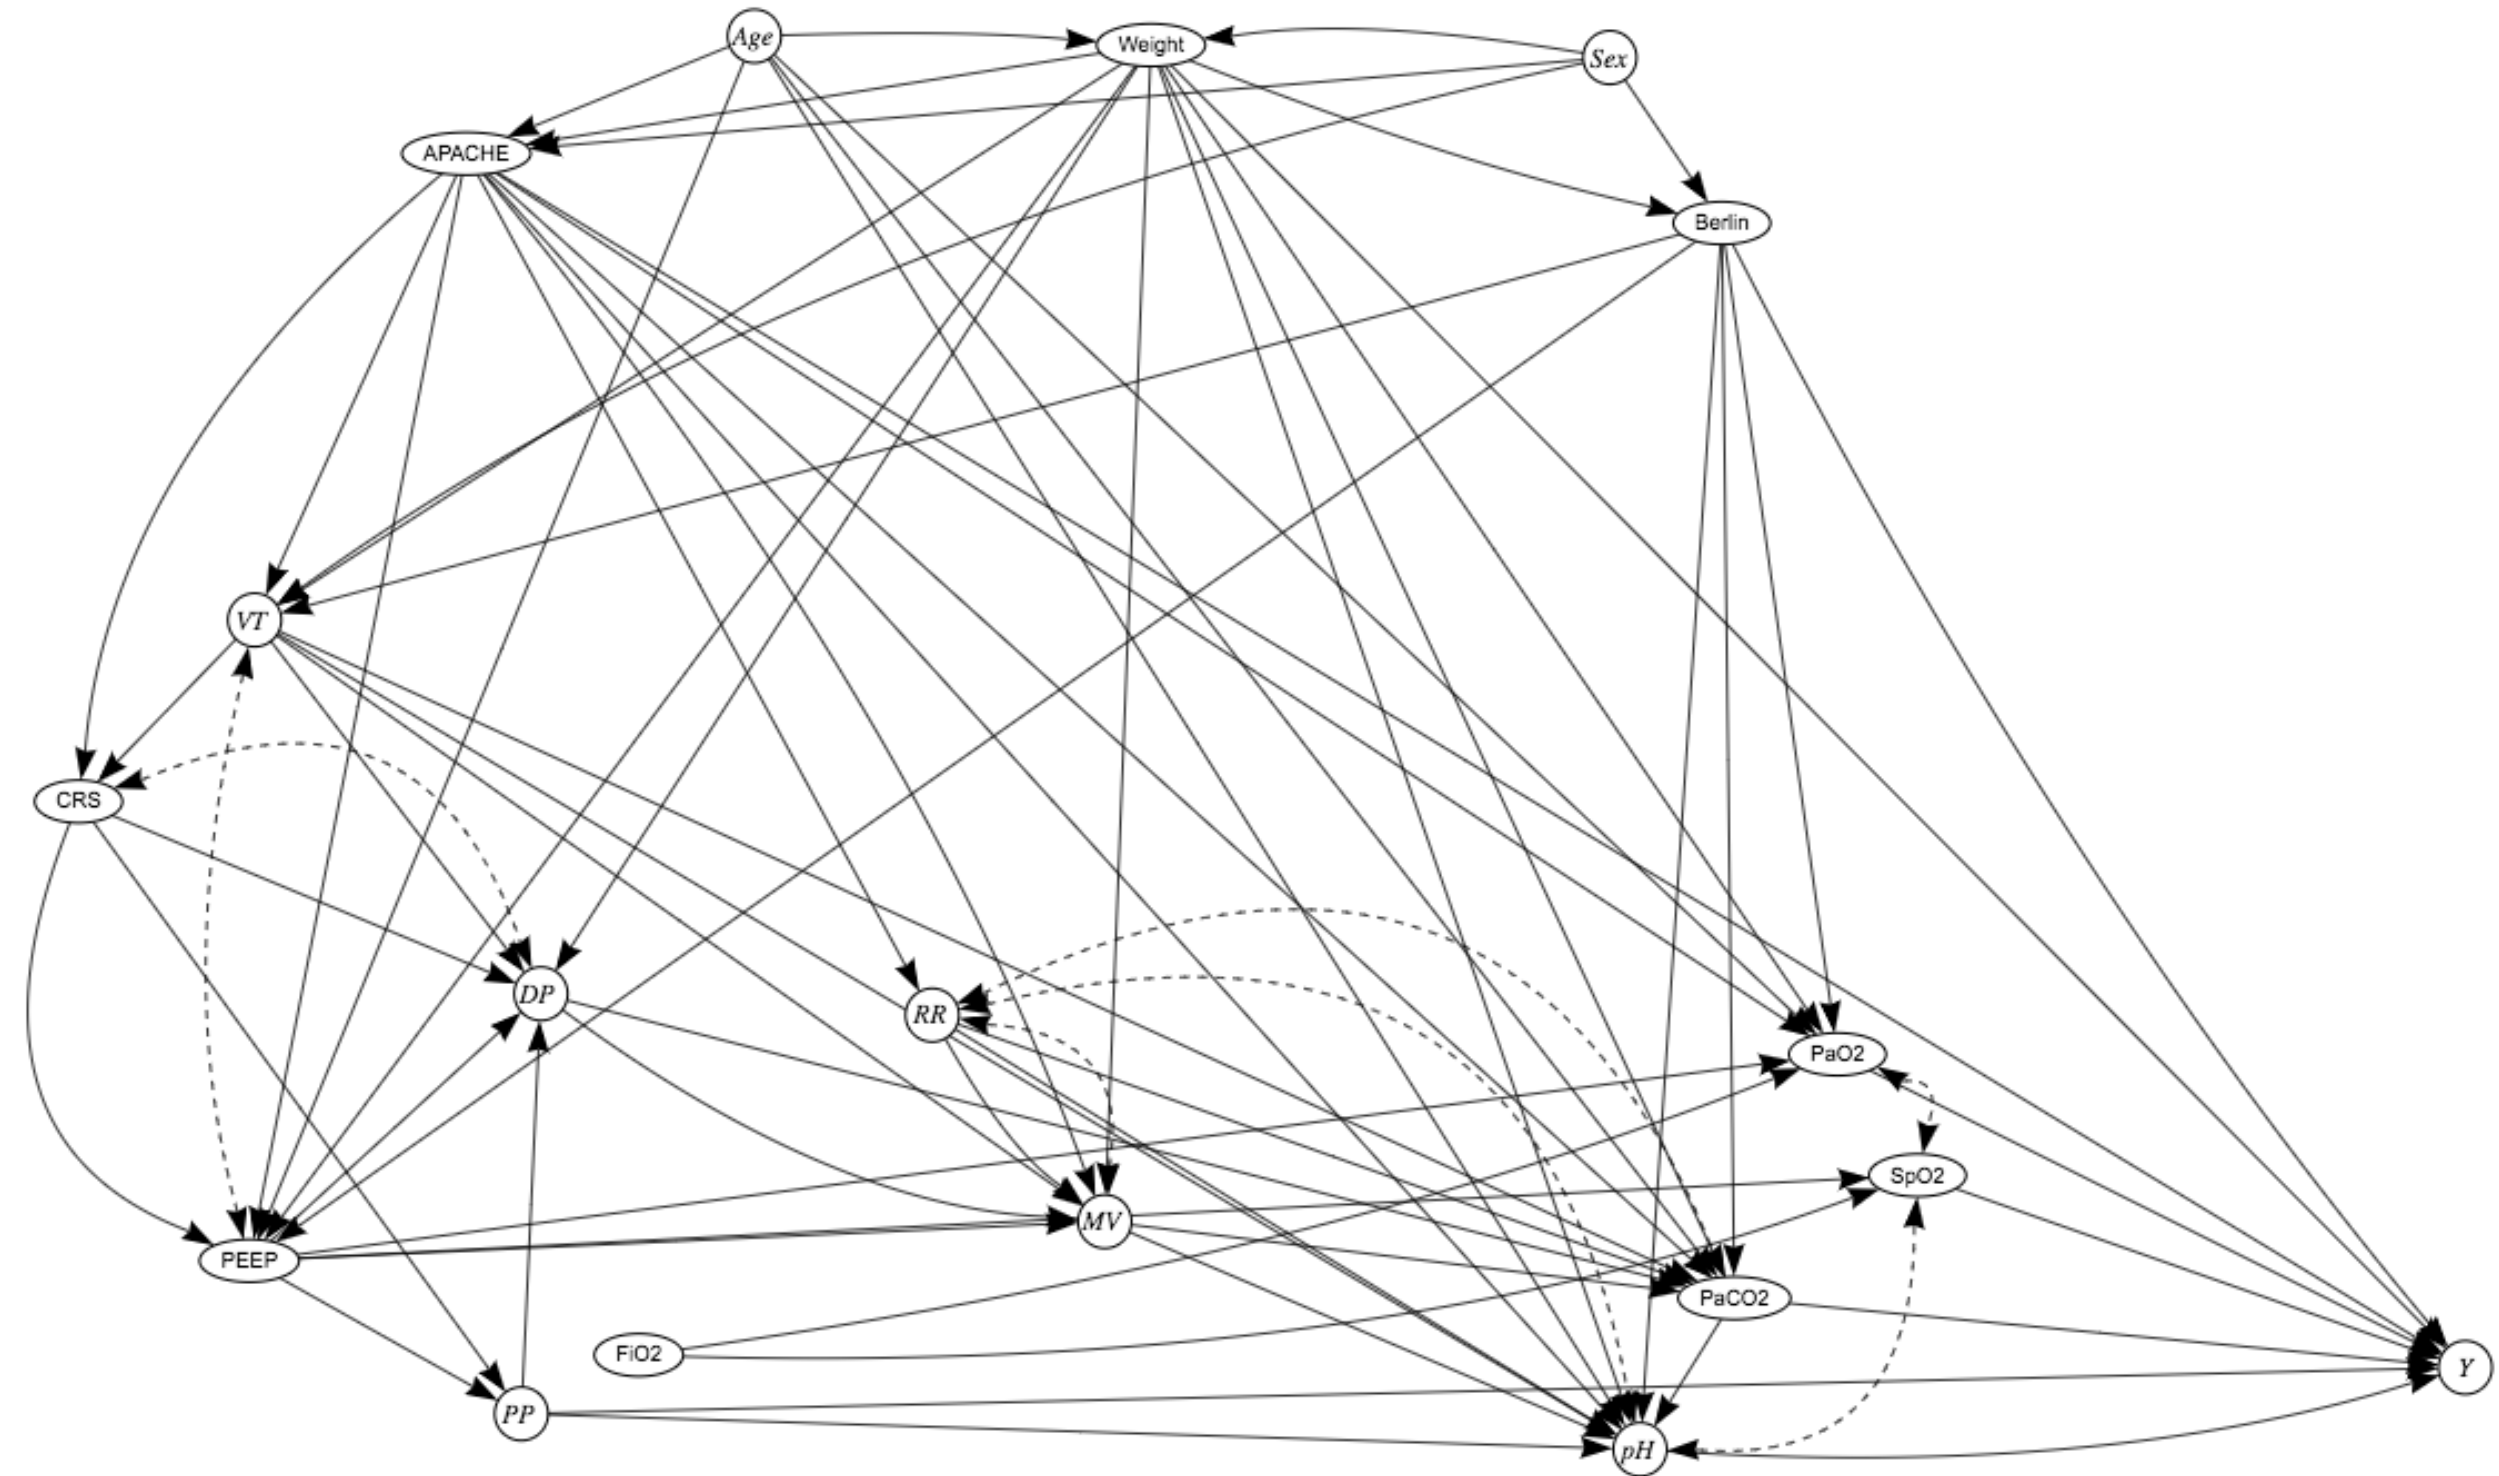 Age
Weight
Sex
APACHE
Berlin
VT
CRS
DP
RR
PaO2
SpO2
MV
PEEP
PaCO2
FiO2
Y
PP
pH